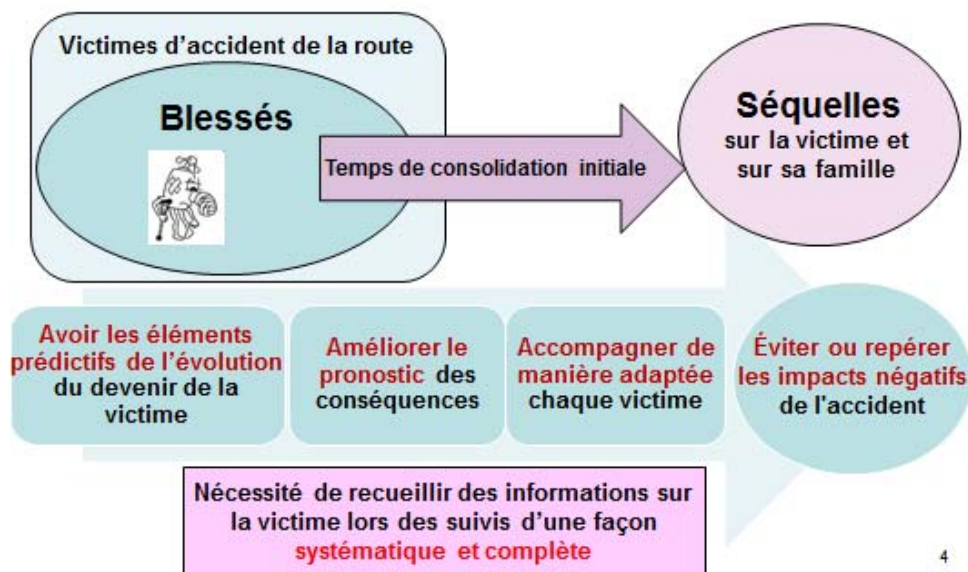 Victimes d'accident de la route
Blessés
Temps de consolidation initiale
Séquelles
sur la victime et
sur sa famille
Avoir les éléments
prédictifs de l'évolution
du devenir de la
victime
Améliorer le
pronostic des
conséquences
Accompagner de
manière adaptée
chaque victime
Éviter ou repérer
les impacts négatifs
de l'accident
Nécessité de recueillir des informations sur
la victime lors des suivis d'une façon
systématique et complète
4